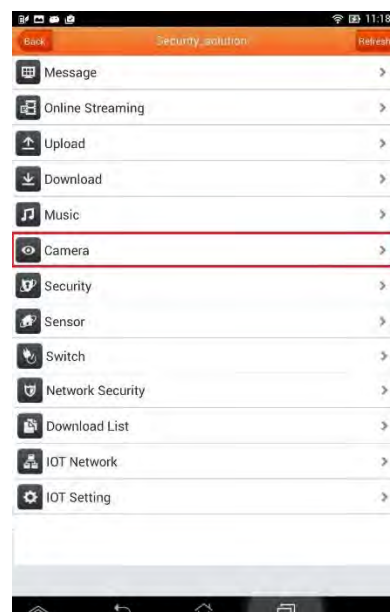 11:18
Back
Security_solution
Refresh
Message
Online Streaming
Upload
Download
Music
Camera
Security
Sensor
Switch
Network Security
Download List
IOT Network
IOT Setting